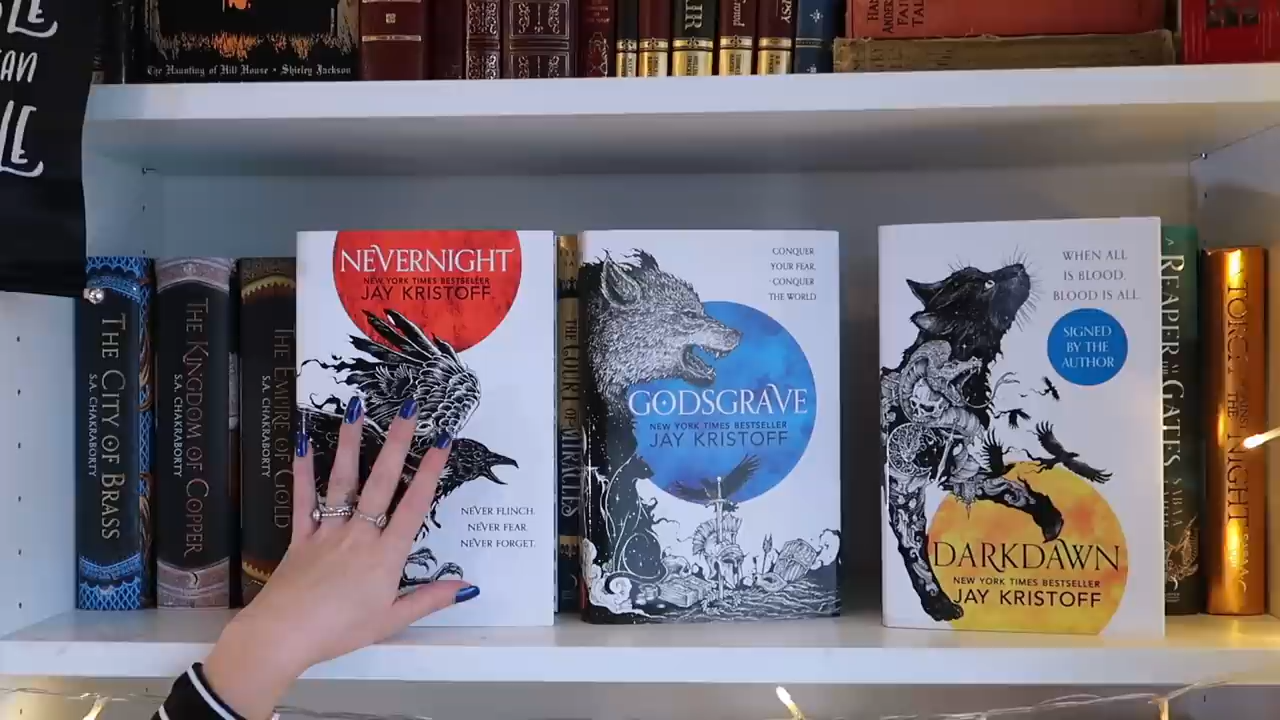 LE
AN
LE
The Haunting of Hill House • Shirley Jackson
THE CITY OF BRASS
S.A. CHAKRABORTY
THE KINGDOM OF COPPER
S.A. CHAKRABORTY
THE EMPIRE OF GOLD
S.A. CHAKRABORTY
NEVERNIGHT
NEW YORK TIMES BESTSELLER
JAY KRISTOFF
NEVER FLINCH.
NEVER FEAR.
NEVER FORGET.
THE COURT OF MIRACLES
CONQUER
YOUR FEAR,
CONQUER
THE WORLD
GODSGRAVE
NEW YORK TIMES BESTSELLER
JAY KRISTOFF
WHEN ALL
IS BLOOD,
BLOOD IS ALL.
SIGNED
BY THE
AUTHOR
DARKDAWN
NEW YORK TIMES BESTSELLER
JAY KRISTOFF
A REAPER AT THE GATES
THE NIGHT